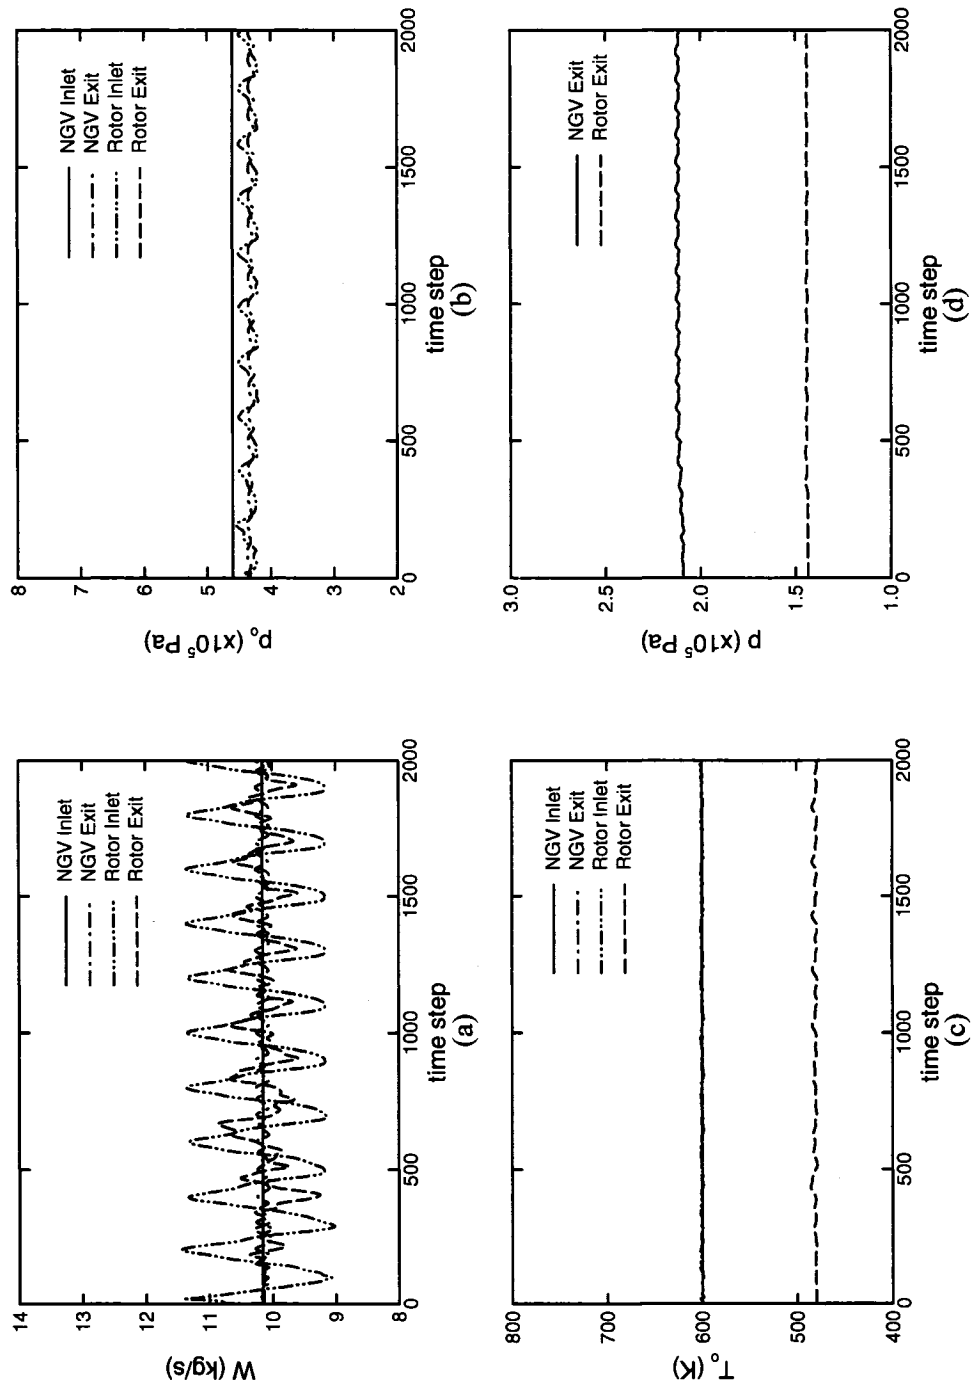 14
13
12
11
10
9
8
W (kg/s)
0
500
1000
1500
2000
time step
(a)
NGV Inlet
NGV Exit
Rotor Inlet
Rotor Exit
8
7
6
5
4
3
2
p₀ (x10⁵ Pa)
0
500
1000
1500
2000
time step
(b)
NGV Inlet
NGV Exit
Rotor Inlet
Rotor Exit
800
700
600
500
400
T₀ (K)
0
500
1000
1500
2000
time step
(c)
NGV Inlet
NGV Exit
Rotor Inlet
Rotor Exit
3.0
2.5
2.0
1.5
1.0
p (x10⁵ Pa)
0
500
1000
1500
2000
time step
(d)
NGV Exit
Rotor Exit